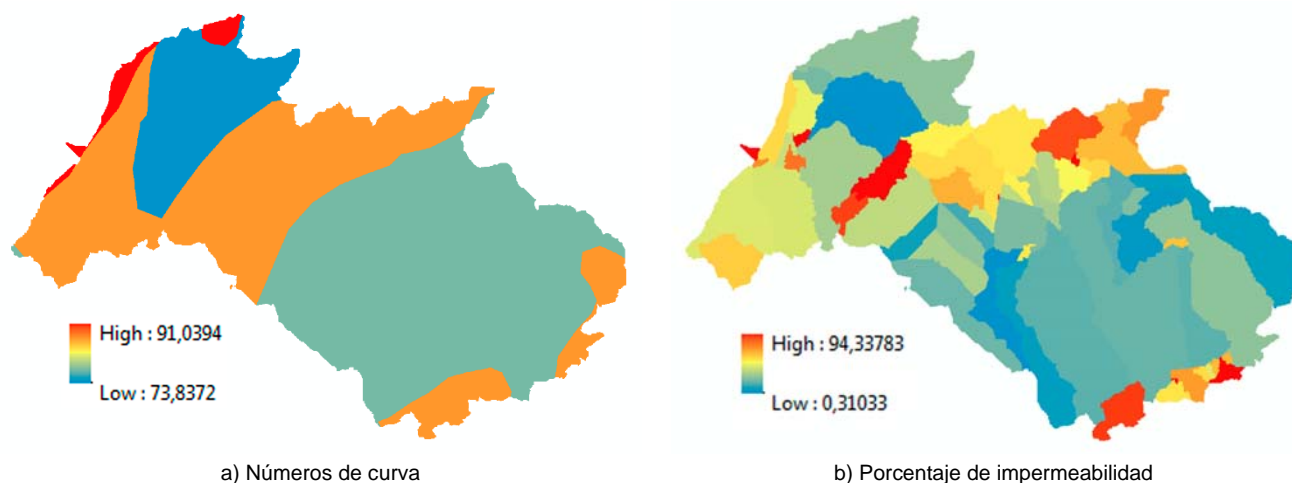 High : 91,0394
Low : 73,8372
a) Números de curva
High : 94,33783
Low : 0,31033
b) Porcentaje de impermeabilidad